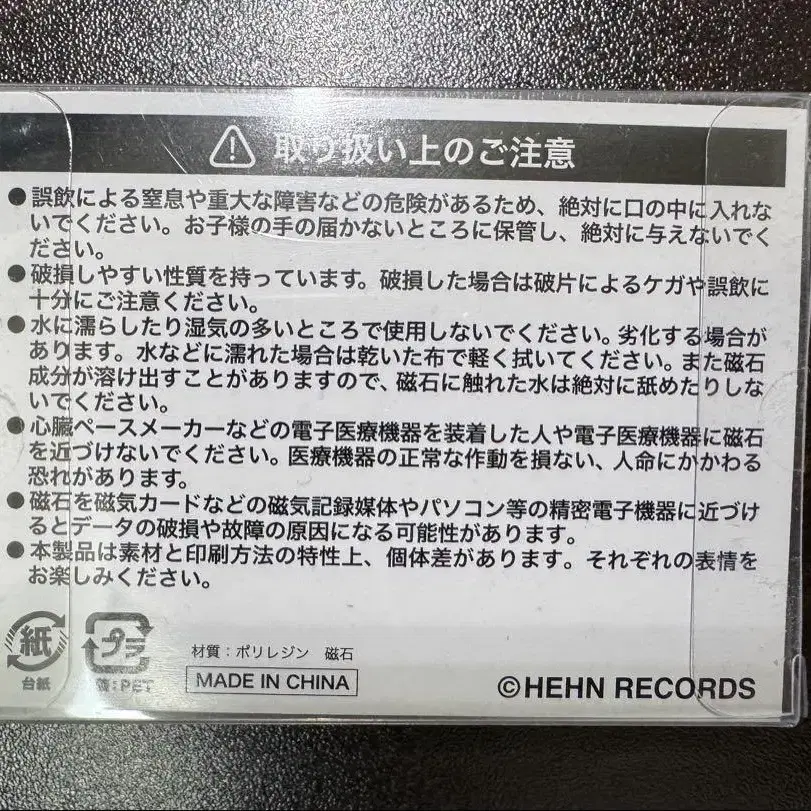 取り扱い上のご注意
●誤飲による窒息や重大な障害などの危険があるため、絶対に口の中に入れな
いでください。お子様の手の届かないところに保管し、絶対に与えないでく
ださい。
●破損しやすい性質を持っています。破損した場合は破片によるケガや誤飲に
十分にご注意ください。
●水に濡らしたり湿気の多いところで使用しないでください。劣化する場合が
あります。水などに濡れた場合は乾いた布で軽く拭いてください。また磁石
成分が溶け出すことがありますので、磁石に触れた水は絶対に舐めたりしな
いでください。
●心臓ペースメーカーなどの電子医療機器を装着した人や電子医療機器に磁石
を近づけないでください。医療機器の正常な作動を損ない、人命にかかわる
恐れがあります。
●磁石を磁気カードなどの磁気記録媒体やパソコン等の精密電子機器に近づけ
るとデータの破損や故障の原因になる可能性があります。
●本製品は素材と印刷方法の特性上、個体差があります。それぞれの表情を
お楽しみください。
紙
台紙
プラ
:PET
材質：ポリレジン 磁石
MADE IN CHINA
©HEHN RECORDS